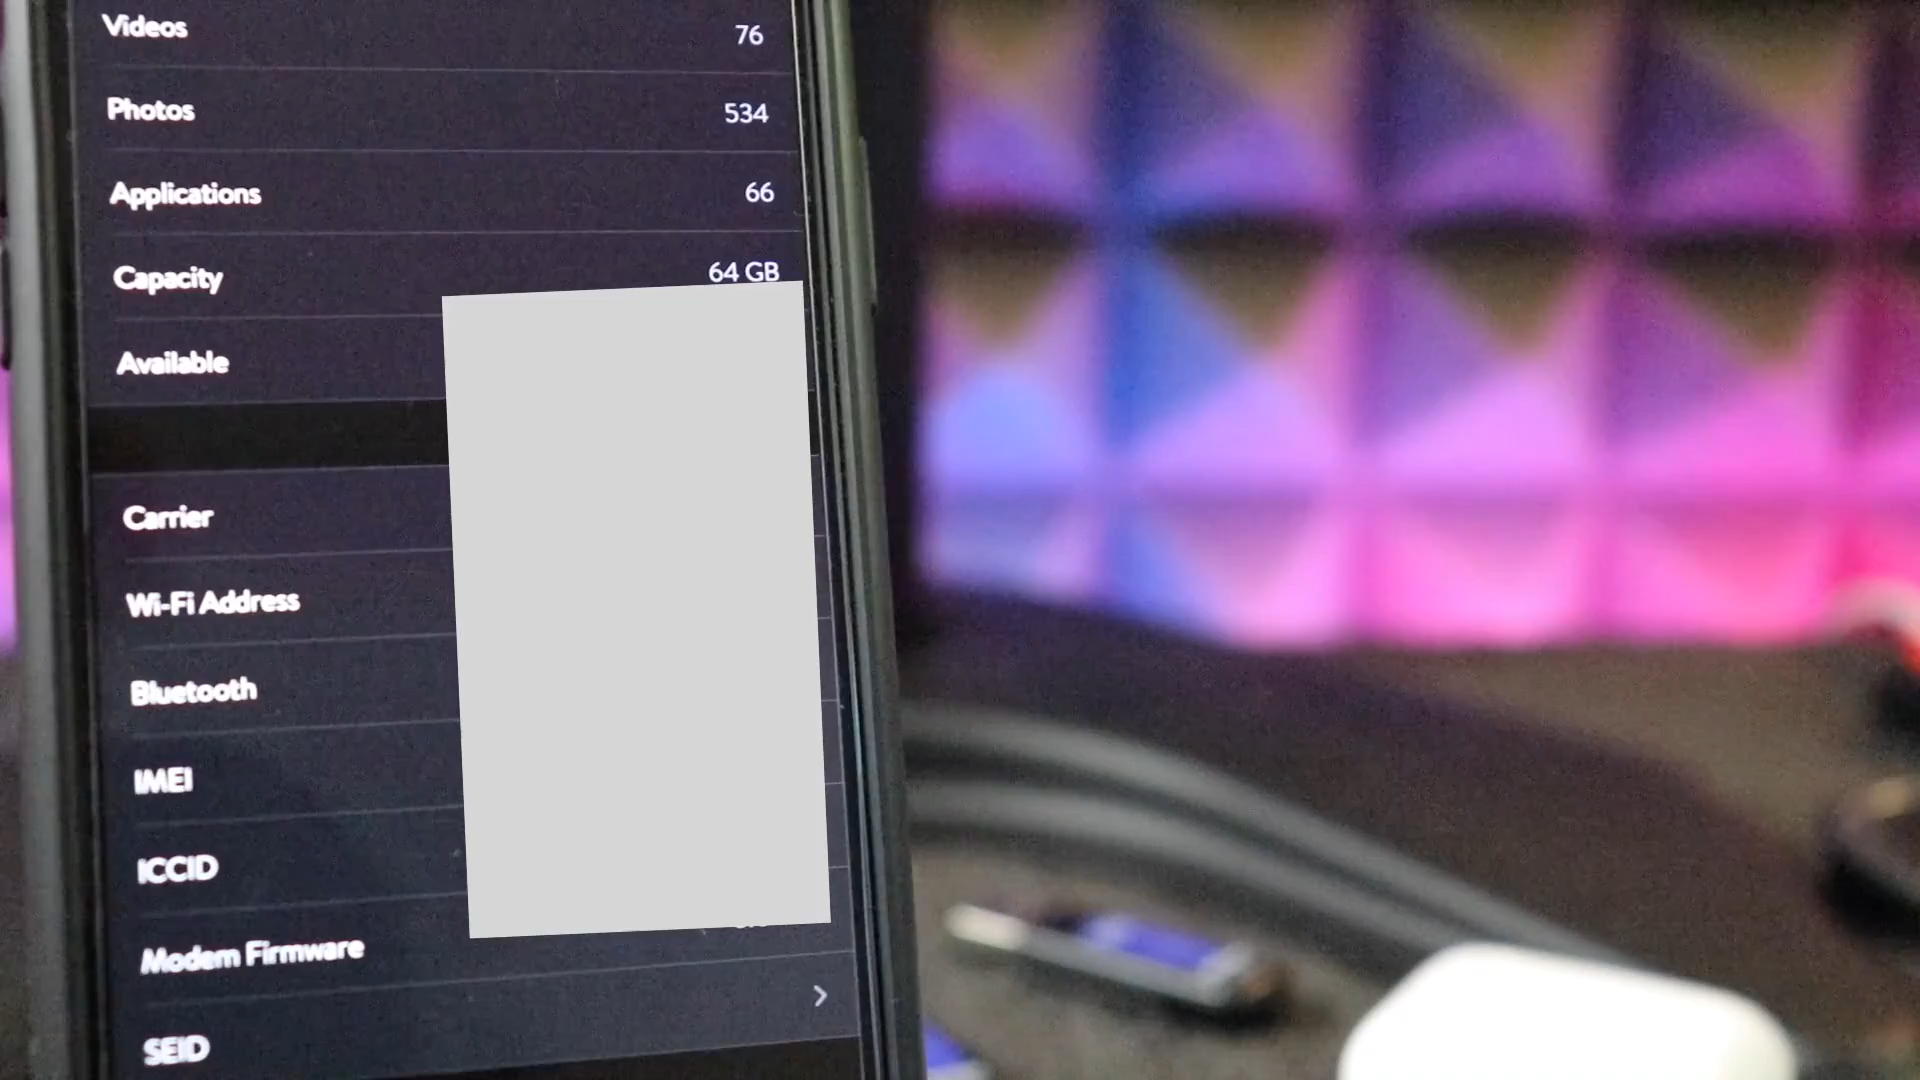 Videos 76
Photos 534
Applications 66
Capacity 64 GB
Available
Carrier
Wi-Fi Address
Bluetooth
IMEI
ICCID
Modem Firmware
SEID